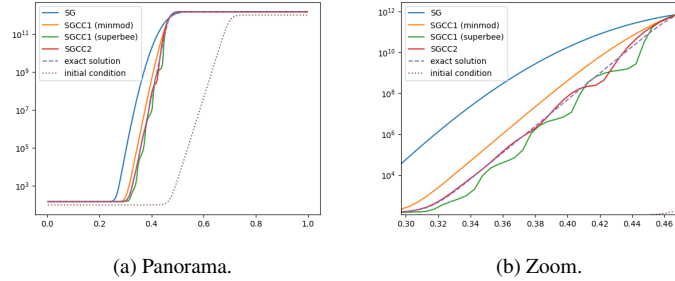 SG
SGCC1 (minmod)
SGCC1 (superbee)
SGCC2
exact solution
initial condition
10¹¹
10⁹
10⁷
10⁵
10³
0.0 0.2 0.4 0.6 0.8 1.0
(a) Panorama.
10¹²
SG
SGCC1 (minmod)
SGCC1 (superbee)
SGCC2
exact solution
initial condition
10¹⁰
10⁸
10⁶
10⁴
0.30 0.32 0.34 0.36 0.38 0.40 0.42 0.44 0.46
(b) Zoom.